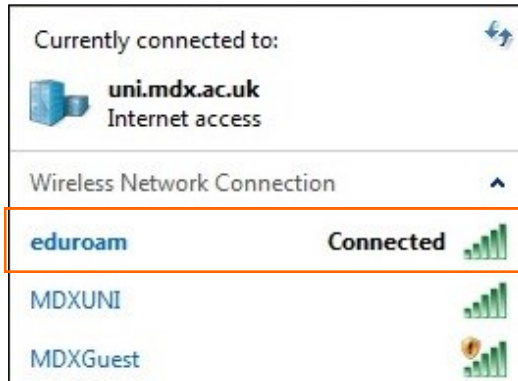 Currently connected to:
uni.mdx.ac.uk
Internet access
Wireless Network Connection
eduroam Connected
MDXUNI
MDXGuest